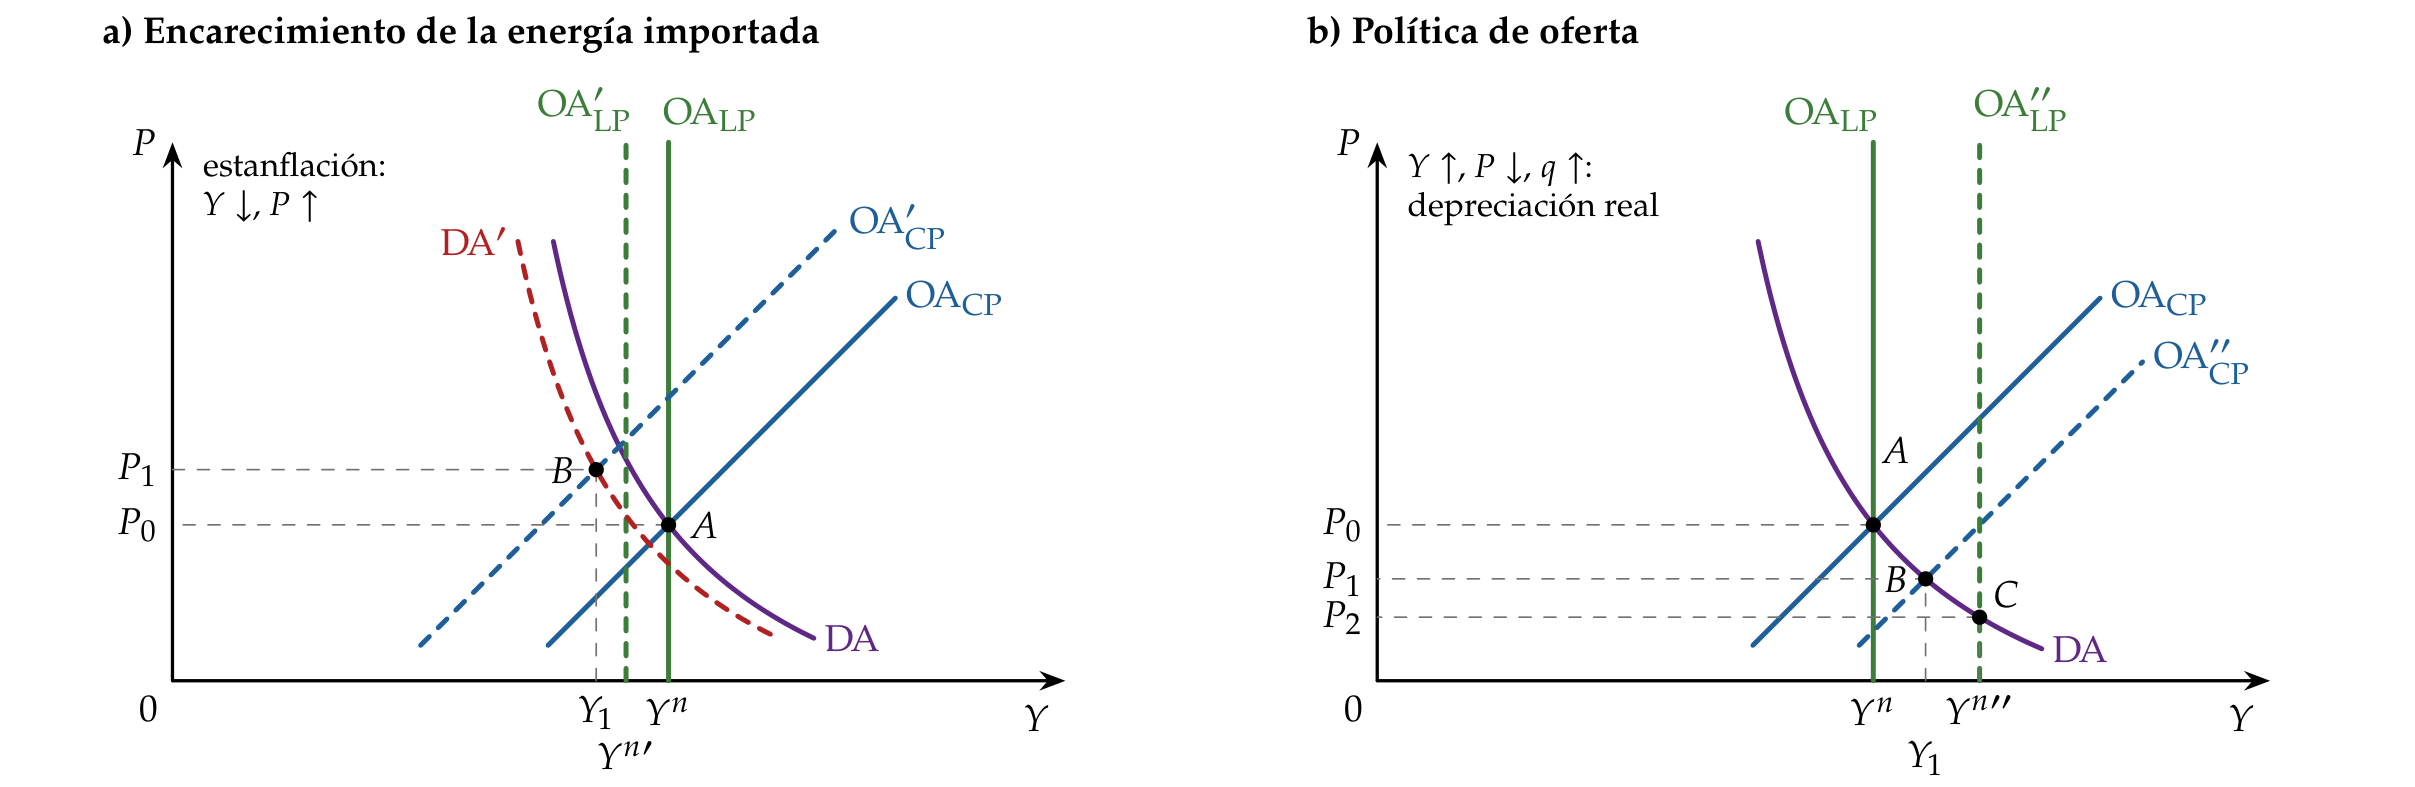 a) Encarecimiento de la energía importada
OA′LP
OALP
P
estanflación:
Y ↓, P ↑
DA′
OA′CP
OACP
P1
B
P0
A
DA
0
Y1
Yn
Y
Yn′
b) Política de oferta
OALP
OA′′LP
P
Y ↑, P ↓, q ↑:
depreciación real
OACP
OA′′CP
A
P0
P1
B
C
P2
DA
0
Yn
Yn′′
Y
Y1